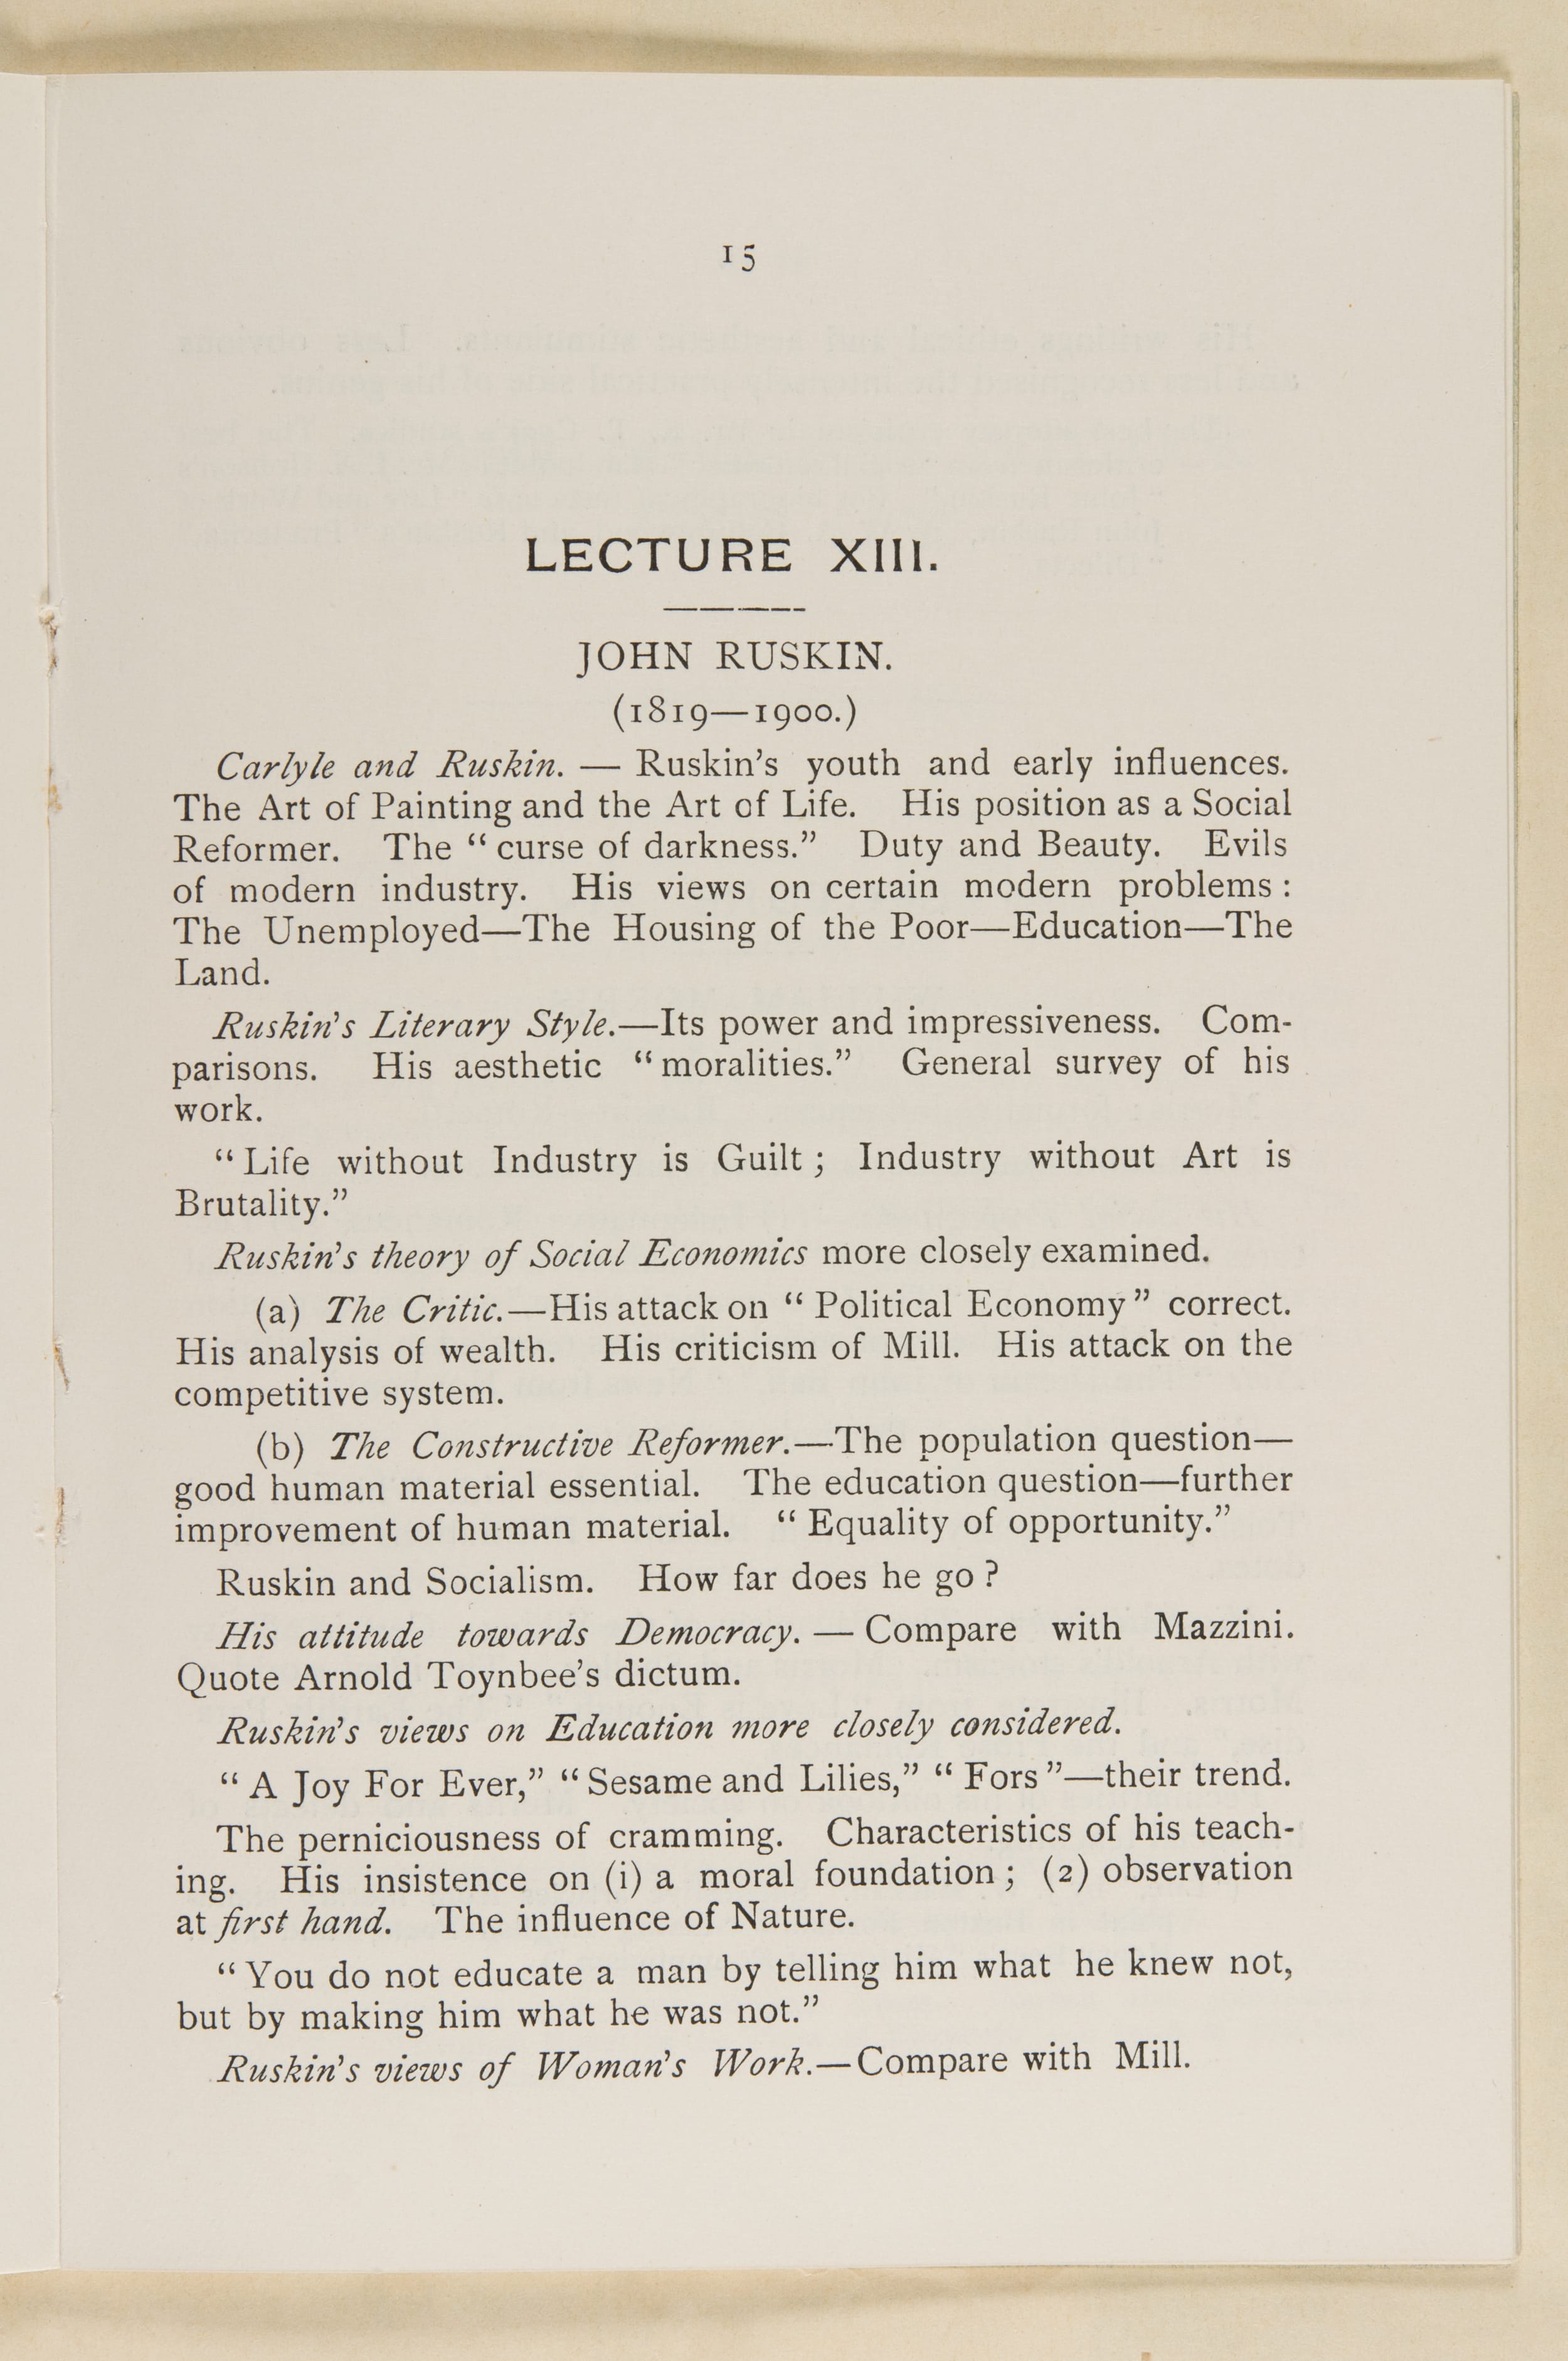 15
LECTURE XIII.
JOHN RUSKIN.
(1819—1900.)
Carlyle and Ruskin. — Ruskin's youth and early influences.
The Art of Painting and the Art of Life. His position as a Social
Reformer. The “ curse of darkness.” Duty and Beauty. Evils
of modern industry. His views on certain modern problems :
The Unemployed—The Housing of the Poor—Education—The
Land.
Ruskin's Literary Style.—Its power and impressiveness. Com-
parisons. His aesthetic “ moralities.” General survey of his
work.
“ Life without Industry is Guilt ; Industry without Art is
Brutality.”
Ruskin's theory of Social Economics more closely examined.
(a) The Critic.—His attack on “ Political Economy ” correct.
His analysis of wealth. His criticism of Mill. His attack on the
competitive system.
(b) The Constructive Reformer.—The population question—
good human material essential. The education question—further
improvement of human material. “ Equality of opportunity.”
Ruskin and Socialism. How far does he go ?
His attitude towards Democracy. — Compare with Mazzini.
Quote Arnold Toynbee's dictum.
Ruskin's views on Education more closely considered.
“ A Joy For Ever,” “ Sesame and Lilies,” “ Fors ”—their trend.
The perniciousness of cramming. Characteristics of his teach-
ing. His insistence on (i) a moral foundation ; (2) observation
at first hand. The influence of Nature.
“ You do not educate a man by telling him what he knew not,
but by making him what he was not.”
Ruskin's views of Woman's Work.—Compare with Mill.